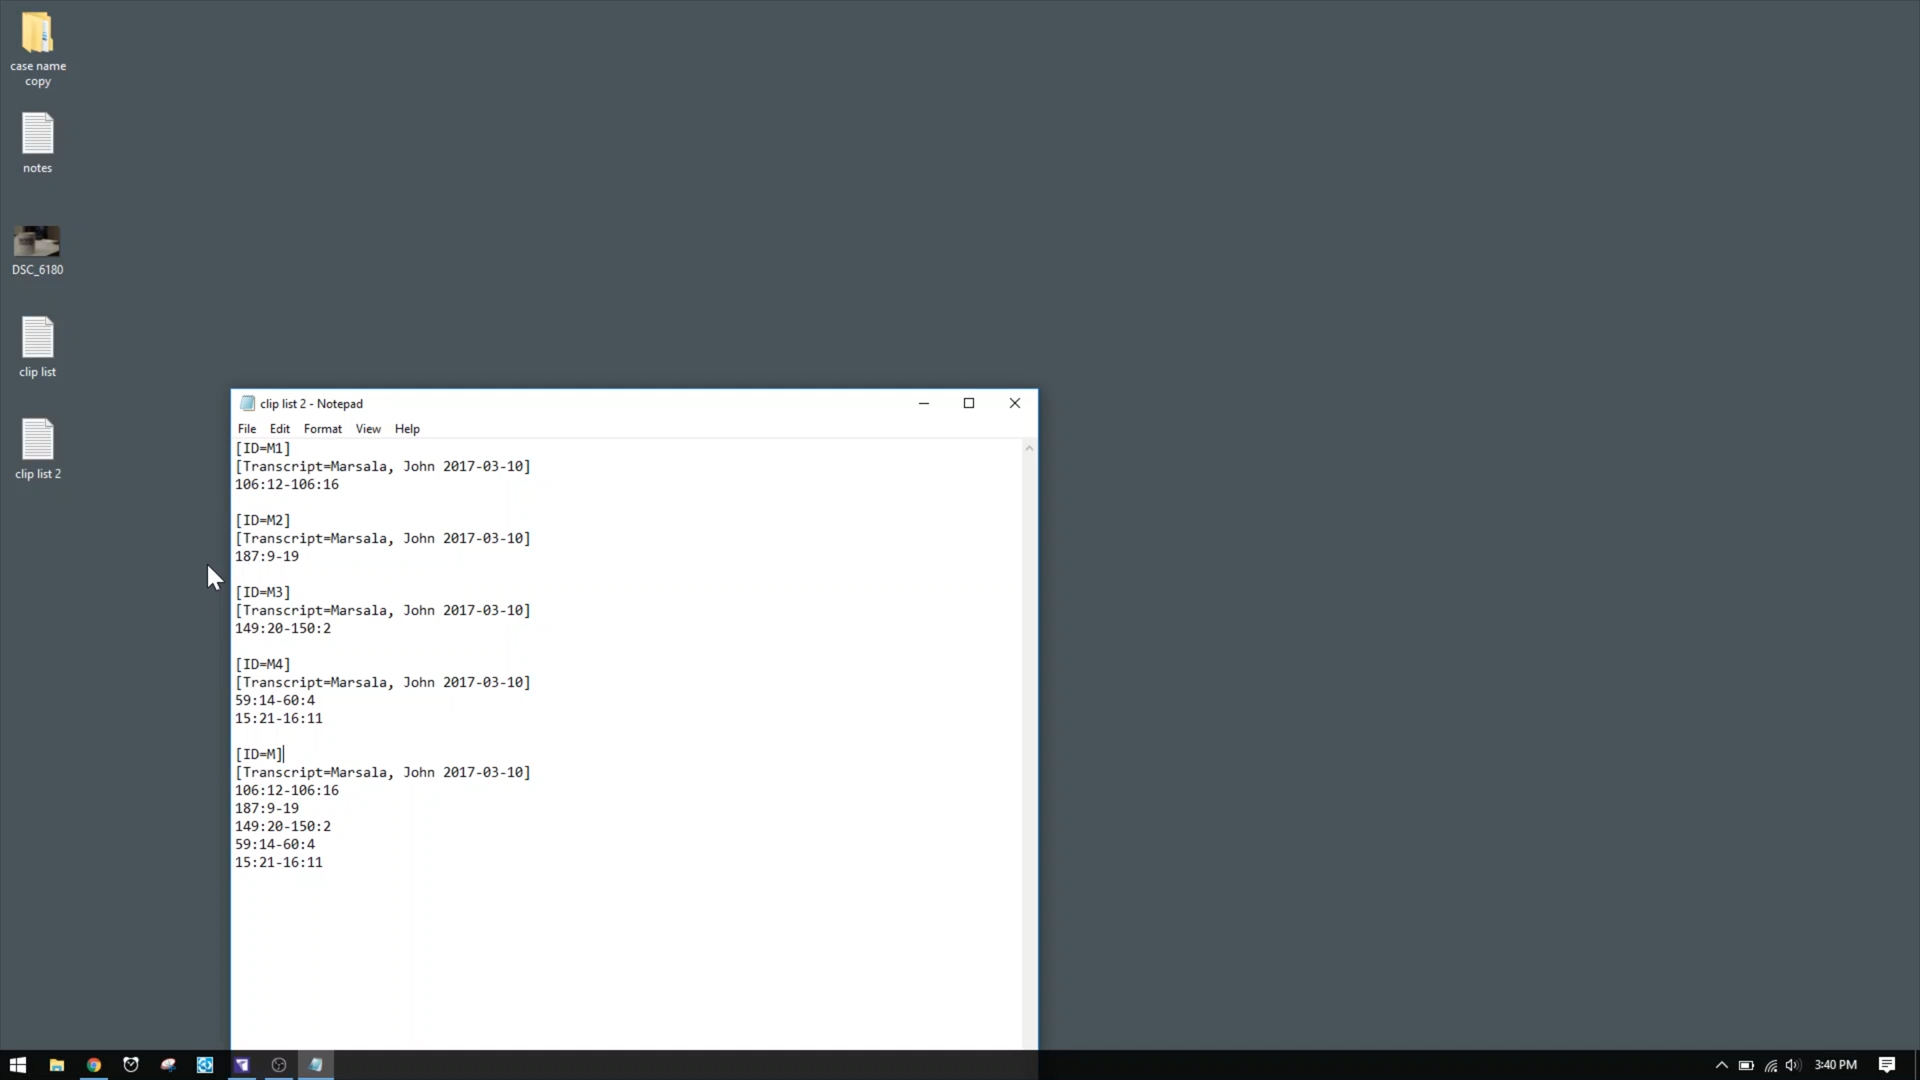 case name
copy
notes
DSC_6180
clip list
clip list 2
clip list 2 - Notepad
File Edit Format View Help
[ID=M1]
[Transcript=Marsala, John 2017-03-10]
106:12-106:16
[ID=M2]
[Transcript=Marsala, John 2017-03-10]
187:9-19
[ID=M3]
[Transcript=Marsala, John 2017-03-10]
149:20-150:2
[ID=M4]
[Transcript=Marsala, John 2017-03-10]
59:14-60:4
15:21-16:11
[ID=M]
[Transcript=Marsala, John 2017-03-10]
106:12-106:16
187:9-19
149:20-150:2
59:14-60:4
15:21-16:11
3:40 PM